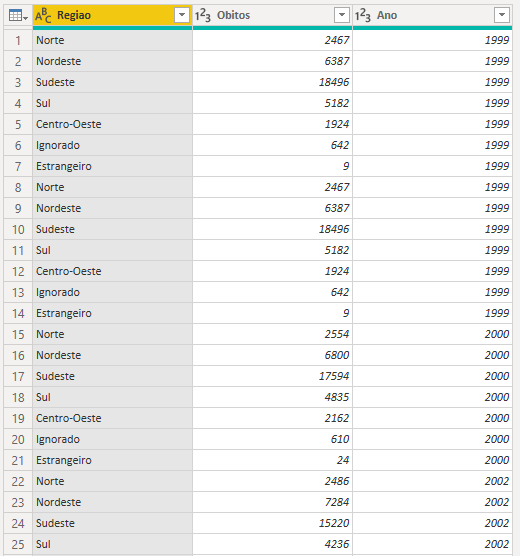 ABC Regiao 123 Obitos 123 Ano
1 Norte 2467 1999
2 Nordeste 6387 1999
3 Sudeste 18496 1999
4 Sul 5182 1999
5 Centro-Oeste 1924 1999
6 Ignorado 642 1999
7 Estrangeiro 9 1999
8 Norte 2467 1999
9 Nordeste 6387 1999
10 Sudeste 18496 1999
11 Sul 5182 1999
12 Centro-Oeste 1924 1999
13 Ignorado 642 1999
14 Estrangeiro 9 1999
15 Norte 2554 2000
16 Nordeste 6800 2000
17 Sudeste 17594 2000
18 Sul 4835 2000
19 Centro-Oeste 2162 2000
20 Ignorado 610 2000
21 Estrangeiro 24 2000
22 Norte 2486 2002
23 Nordeste 7284 2002
24 Sudeste 15220 2002
25 Sul 4236 2002